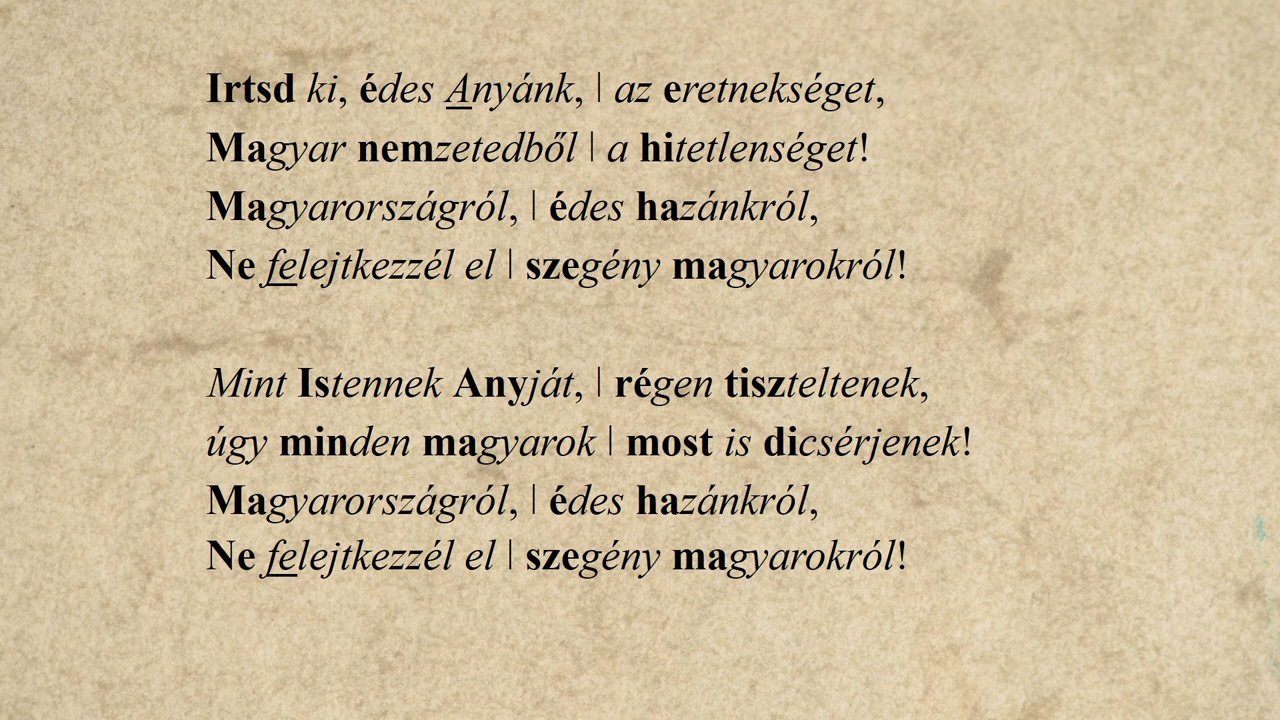 Irtsd ki, édes Anyánk, | az eretnekséget,
Magyar nemzetedből | a hitetlenséget!
Magyarországról, | édes hazánkról,
Ne felejtkezzél el | szegény magyarokról!
Mint Istennek Anyját, | régen tiszteltenek,
úgy minden magyarok | most is dicsérjenek!
Magyarországról, | édes hazánkról,
Ne felejtkezzél el | szegény magyarokról!